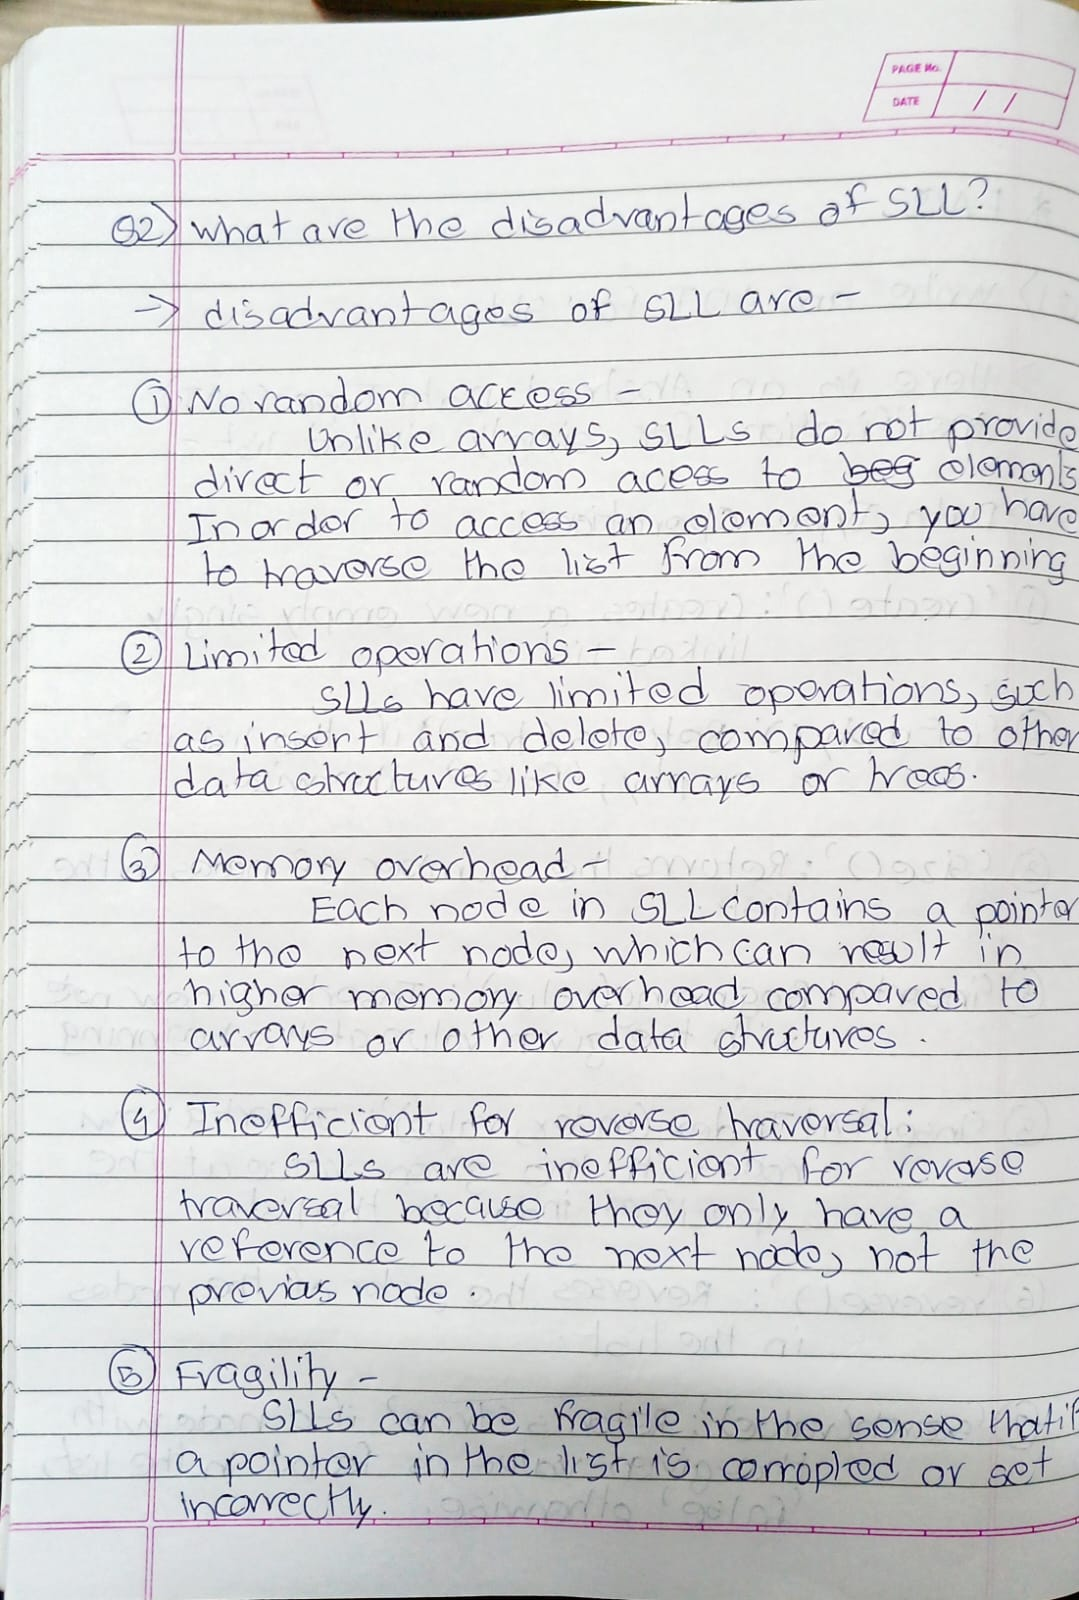 PAGE No.
DATE / /
Q2) What are the disadvantages of SLL?
→ disadvantages of SLL are -
① No random access -
Unlike arrays, SLLs do not provide
direct or random acess to beg elements
Inorder to access an element, you have
to traverse the list from the beginning
② Limited operations -
SLLs have limited operations, such
as insert and delete, compared to other
data structures like arrays or trees.
③ Memory overhead -
Each node in SLL contains a pointer
to the next node, which can result in
higher memory overhead compared to
arrays or other data structures.
④ Inefficient for reverse traversal:
SLLs are inefficient for reverse
traversal because they only have a
reference to the next node, not the
previous node.
⑤ Fragility -
SLLs can be fragile in the sense that if
a pointer in the list is corropted or set
incorrectly.